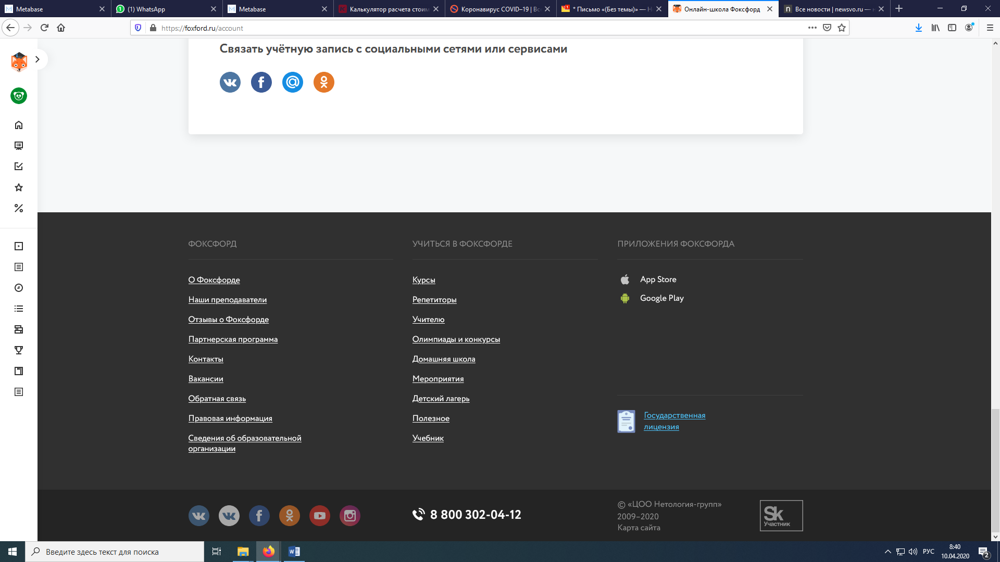 Metabase
(1) WhatsApp
Metabase
Калькулятор расчета стоим
Коронавирус COVID–19 | Вс
* Письмо «(Без темы)» — Н
Онлайн-школа Фоксфорд
Все новости | newsvo.ru —
https://foxford.ru/account
Связать учётную запись с социальными сетями или сервисами
ФОКСФОРД
О Фоксфорде
Наши преподаватели
Отзывы о Фоксфорде
Партнерская программа
Контакты
Вакансии
Обратная связь
Правовая информация
Сведения об образовательной
организации
УЧИТЬСЯ В ФОКСФОРДЕ
Курсы
Репетиторы
Учителю
Олимпиады и конкурсы
Домашняя школа
Мероприятия
Детский лагерь
Полезное
Учебник
ПРИЛОЖЕНИЯ ФОКСФОРДА
App Store
Google Play
Государственная
лицензия
8 800 302-04-12
© «ЦОО Нетология-групп»
2009–2020
Карта сайта
Sk
Участник
Введите здесь текст для поиска
РУС
8:40
10.04.2020
2